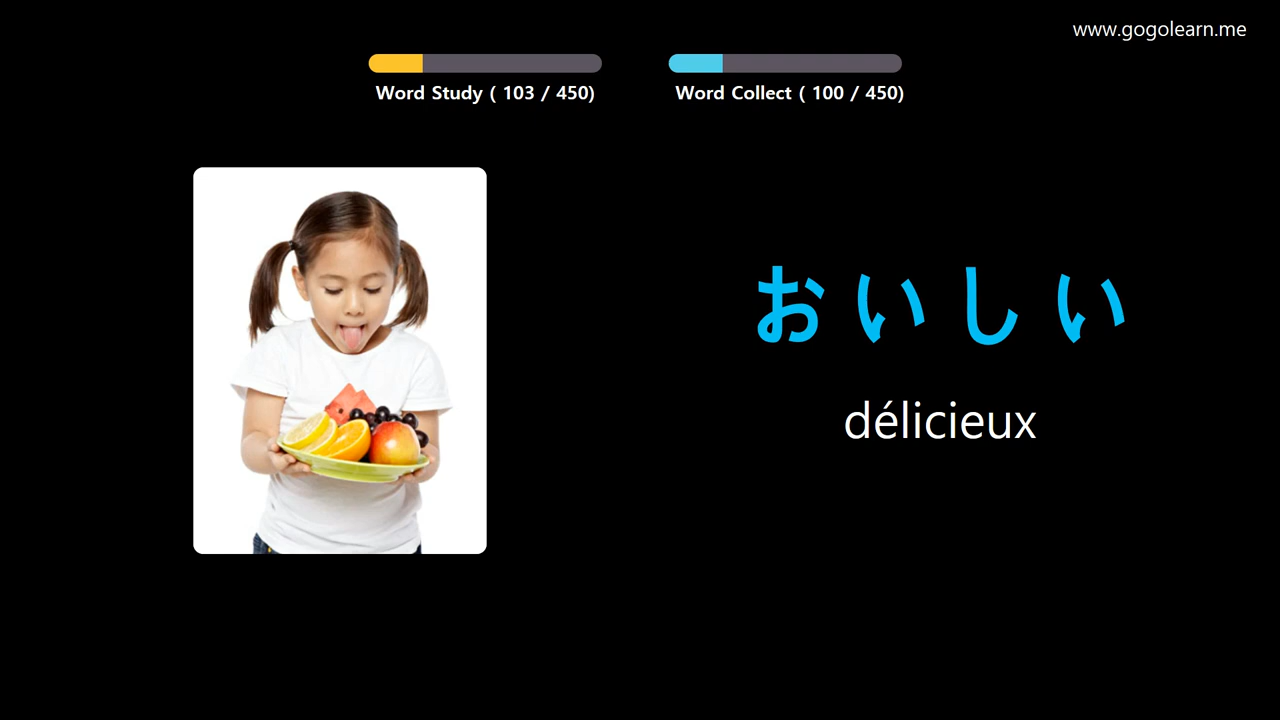 www.gogolearn.me
Word Study ( 103 / 450)
Word Collect ( 100 / 450)
おいしい
délicieux